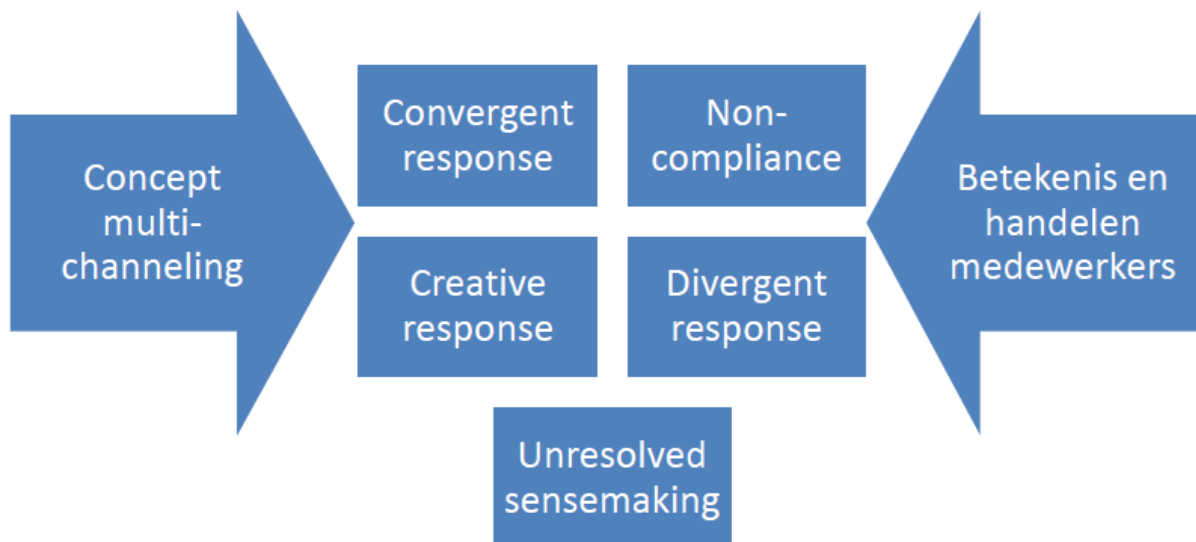 Concept
multi-
channeling
Convergent
response
Non-
compliance
Creative
response
Divergent
response
Unresolved
sensemaking
Betekenis en
handelen
medewerkers